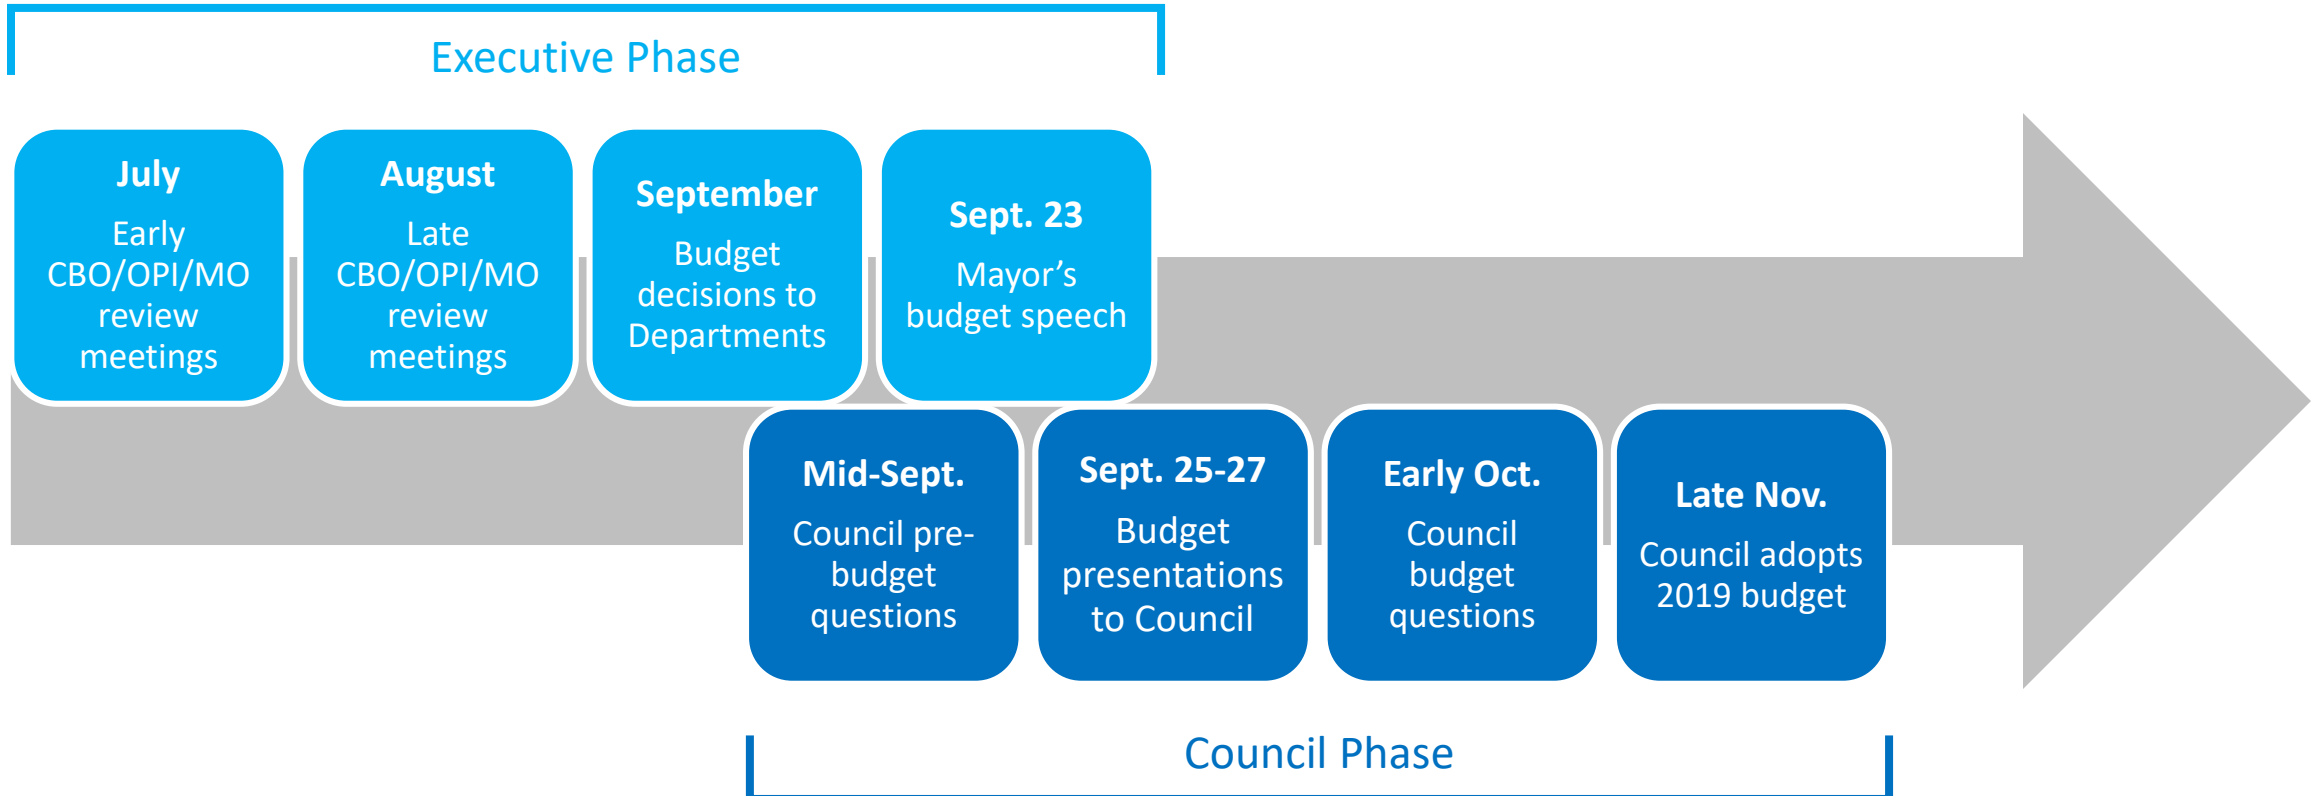 Executive Phase
July
Early
CBO/OPI/MO
review
meetings
August
Late
CBO/OPI/MO
review
meetings
September
Budget
decisions to
Departments
Sept. 23
Mayor’s
budget speech
Mid-Sept.
Council pre-
budget
questions
Sept. 25-27
Budget
presentations
to Council
Early Oct.
Council
budget
questions
Late Nov.
Council adopts
2019 budget
Council Phase